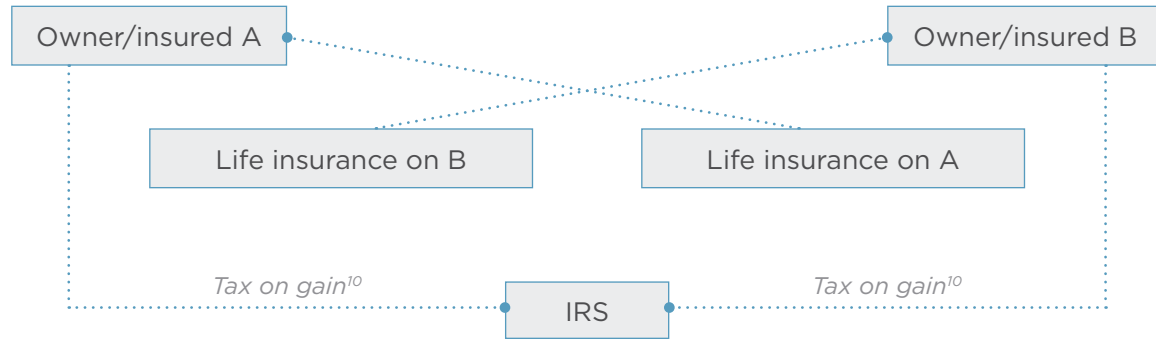 Owner/insured A
Owner/insured B
Life insurance on B
Life insurance on A
Tax on gain¹⁰
Tax on gain¹⁰
IRS